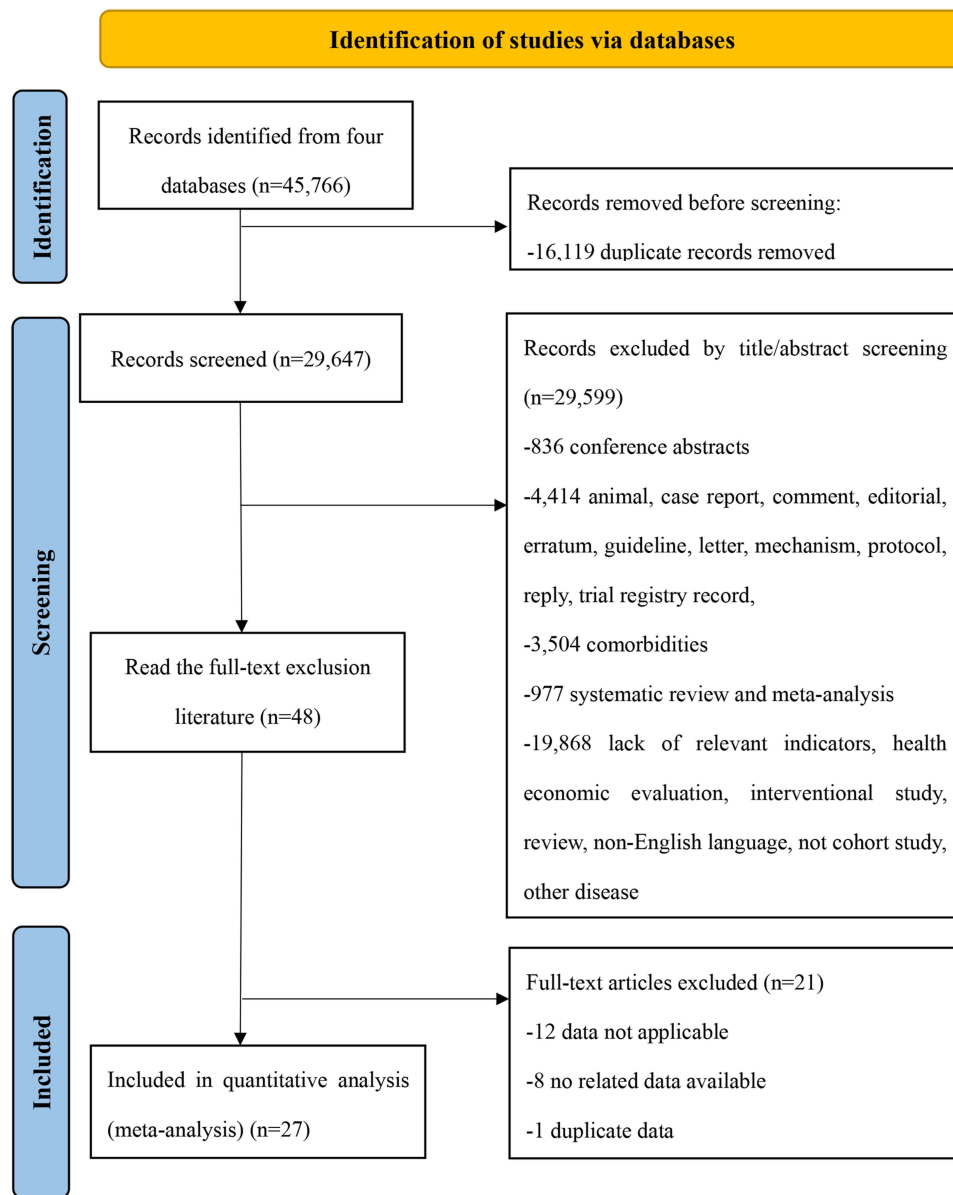 Identification of studies via databases
Identification
Records identified from four
databases (n=45,766)
Records removed before screening:
-16,119 duplicate records removed
Screening
Records screened (n=29,647)
Records excluded by title/abstract screening
(n=29,599)
-836 conference abstracts
-4,414 animal, case report, comment, editorial,
erratum, guideline, letter, mechanism, protocol,
reply, trial registry record,
-3,504 comorbidities
-977 systematic review and meta-analysis
-19,868 lack of relevant indicators, health
economic evaluation, interventional study,
review, non-English language, not cohort study,
other disease
Read the full-text exclusion
literature (n=48)
Included
Full-text articles excluded (n=21)
-12 data not applicable
-8 no related data available
-1 duplicate data
Included in quantitative analysis
(meta-analysis) (n=27)